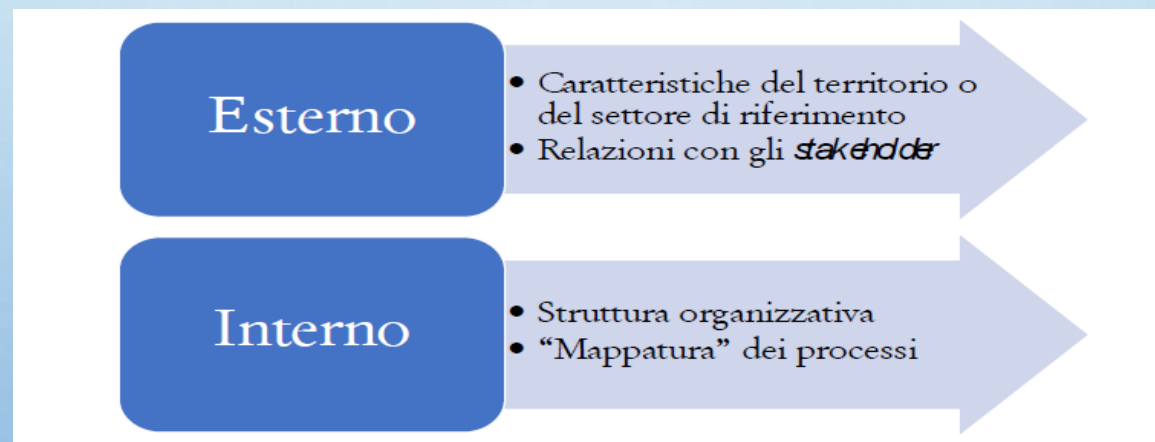 Esterno
• Caratteristiche del territorio o
del settore di riferimento
• Relazioni con gli stakeholder
Interno
• Struttura organizzativa
• “Mappatura” dei processi